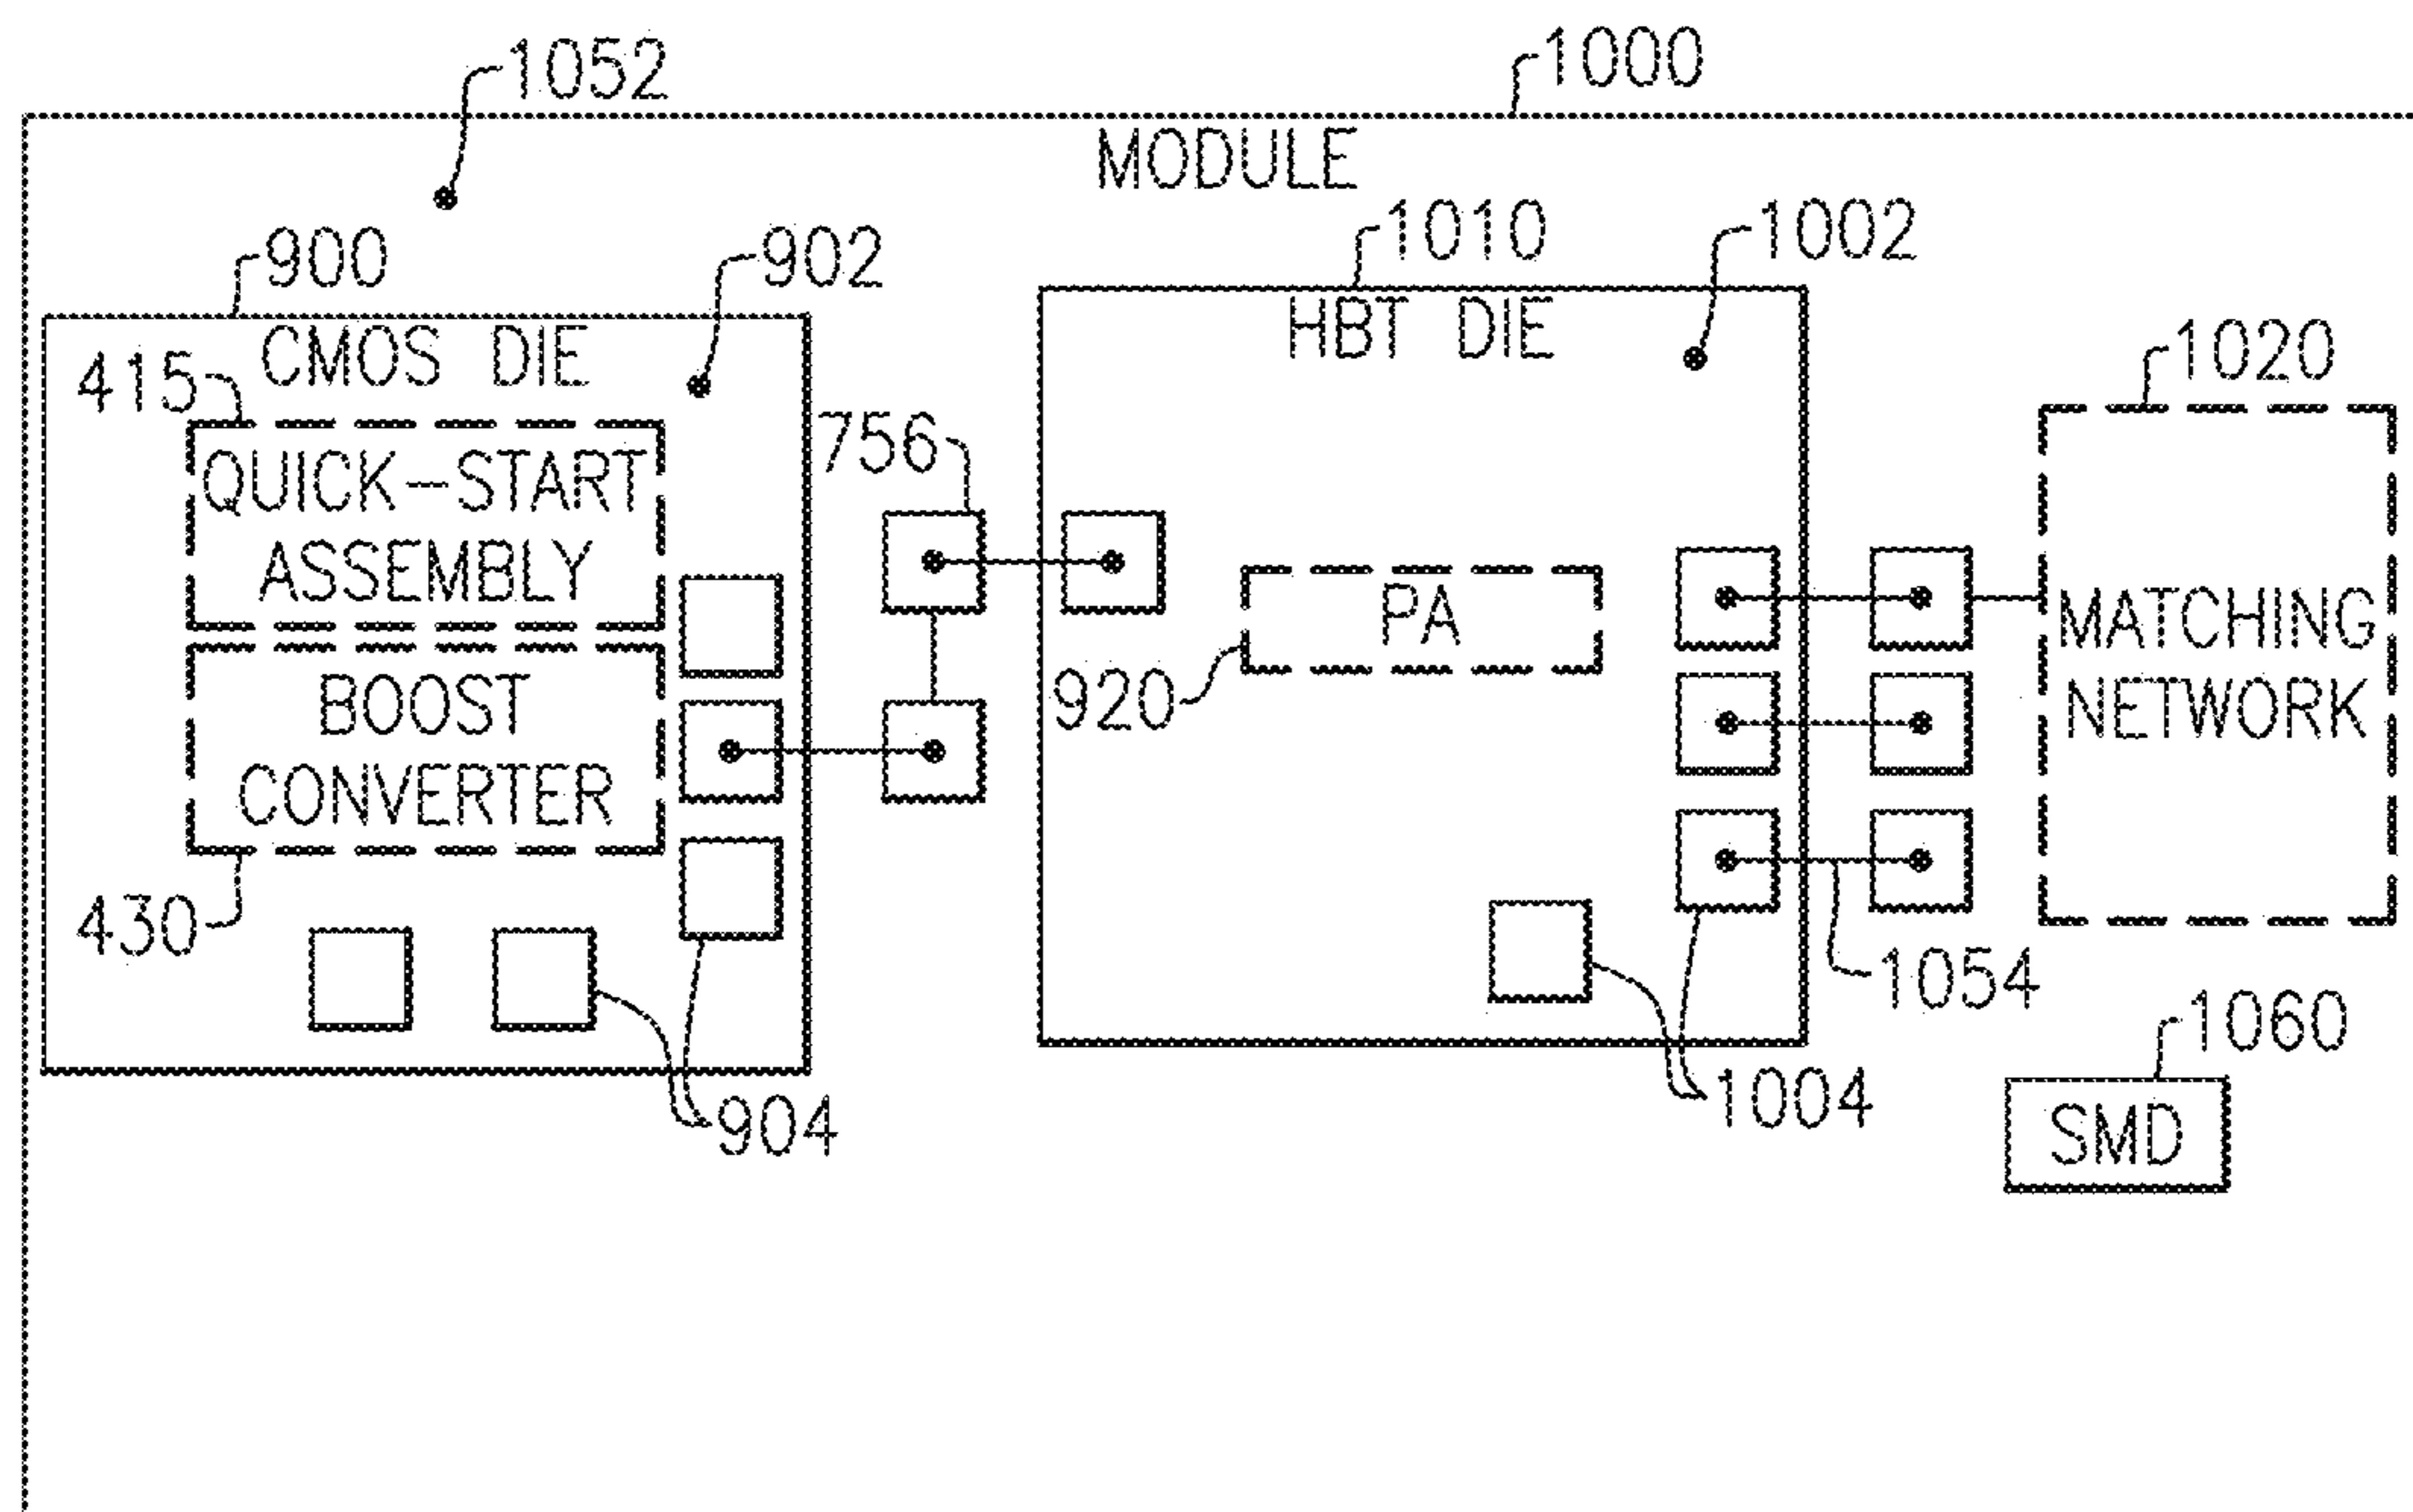 1052
1000
MODULE
900
902
1010
1002
CMOS DIE
HBT DIE
1020
415
QUICK-START
ASSEMBLY
756
PA
MATCHING
NETWORK
920
BOOST
CONVERTER
430
1054
1060
904
1004
SMD